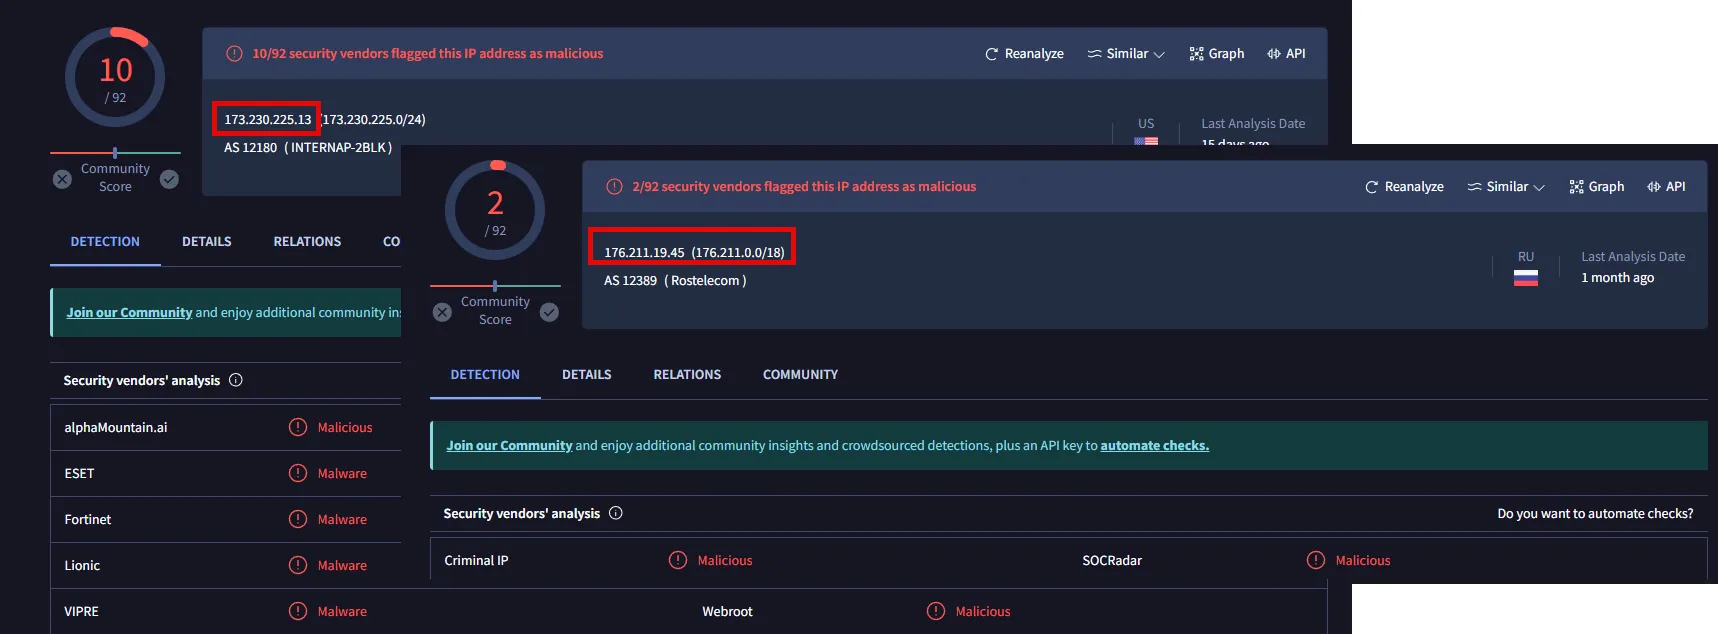 10
/ 92
Community
Score
10/92 security vendors flagged this IP address as malicious
Reanalyze
Similar
Graph
API
173.230.225.13 (173.230.225.0/24)
AS 12180 ( INTERNAP-2BLK )
US
Last Analysis Date
15 days ago
DETECTION
DETAILS
RELATIONS
CO
Join our Community and enjoy additional community in
Security vendors' analysis
alphaMountain.ai
Malicious
ESET
Malware
Fortinet
Malware
Lionic
Malware
VIPRE
Malware
Webroot
Malicious
2
/ 92
Community
Score
2/92 security vendors flagged this IP address as malicious
Reanalyze
Similar
Graph
API
176.211.19.45 (176.211.0.0/18)
AS 12389 ( Rostelecom )
RU
Last Analysis Date
1 month ago
DETECTION
DETAILS
RELATIONS
COMMUNITY
Join our Community and enjoy additional community insights and crowdsourced detections, plus an API key to automate checks.
Security vendors' analysis
Do you want to automate checks?
Criminal IP
Malicious
SOCRadar
Malicious